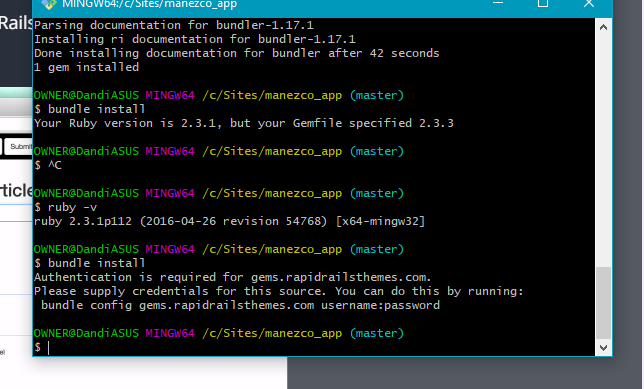 MINGW64:/c/Sites/manezco_app
Rails
Parsing documentation for bundler-1.17.1
Installing ri documentation for bundler-1.17.1
Done installing documentation for bundler after 42 seconds
1 gem installed
OWNER@DandiASUS MINGW64 /c/Sites/manezco_app (master)
$ bundle install
Your Ruby version is 2.3.1, but your Gemfile specified 2.3.3
Submit
OWNER@DandiASUS MINGW64 /c/Sites/manezco_app (master)
$ ^C
rticle
OWNER@DandiASUS MINGW64 /c/Sites/manezco_app (master)
$ ruby -v
ruby 2.3.1p112 (2016-04-26 revision 54768) [x64-mingw32]
OWNER@DandiASUS MINGW64 /c/Sites/manezco_app (master)
$ bundle install
Authentication is required for gems.rapidrailsthemes.com.
Please supply credentials for this source. You can do this by running:
 bundle config gems.rapidrailsthemes.com username:password
OWNER@DandiASUS MINGW64 /c/Sites/manezco_app (master)
$